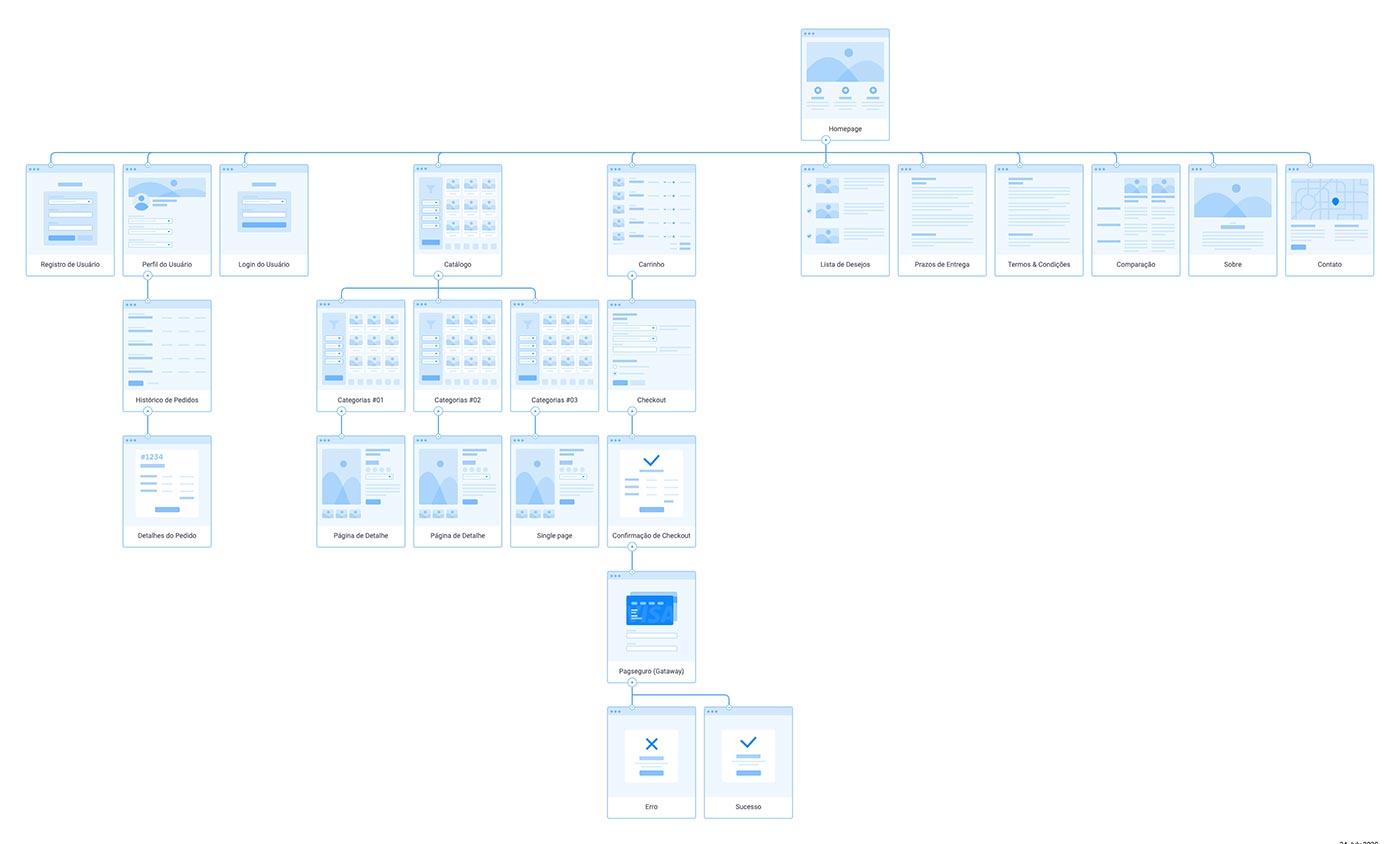 Homepage
Registro de Usuário
Perfil do Usuário
Login do Usuário
Catálogo
Carrinho
Lista de Desejos
Prazos de Entrega
Termos & Condições
Comparação
Sobre
Contato
Histórico de Pedidos
Categorias #01
Categorias #02
Categorias #03
Checkout
#1234
Detalhes do Pedido
Página de Detalhe
Página de Detalhe
Single page
Confirmação de Checkout
VISA
Pagseguro (Gataway)
Erro
Sucesso